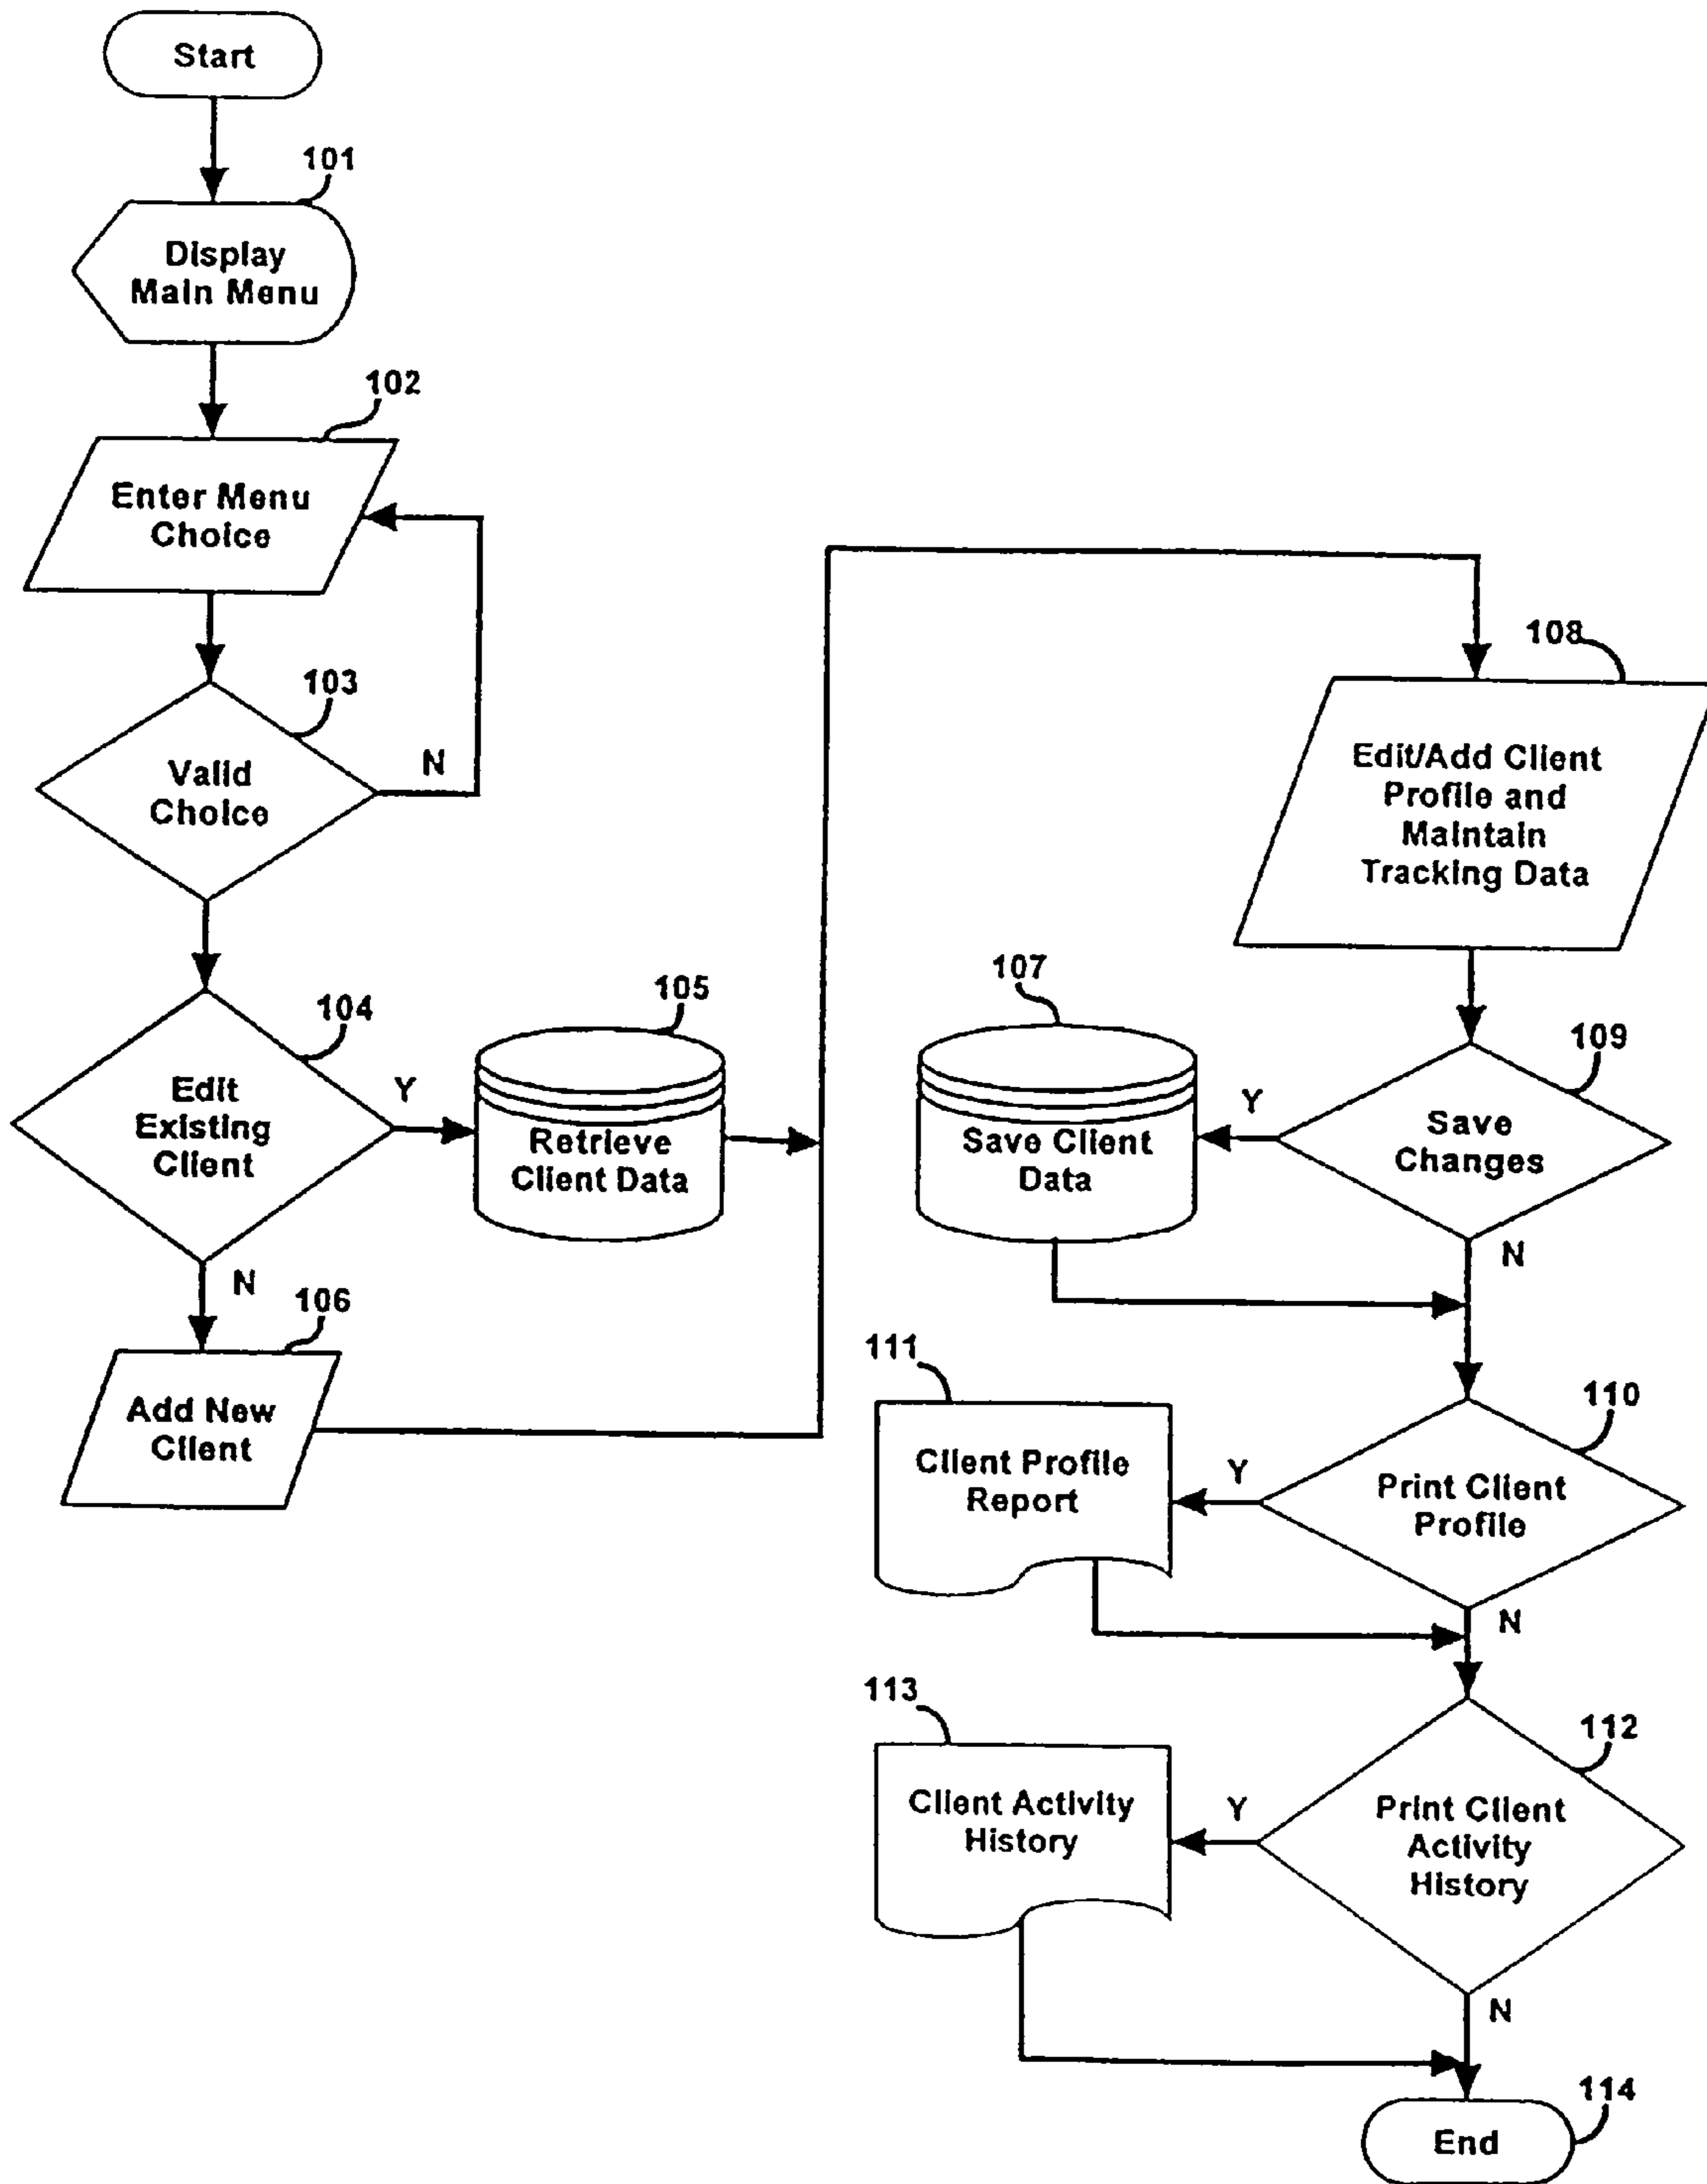 Start
101
Display
Main Menu
102
Enter Menu
Choice
103
Valid
Choice
N
104
Edit
Existing
Client
Y
N
105
Retrieve
Client Data
106
Add New
Client
108
Edit/Add Client
Profile and
Maintain
Tracking Data
107
Save Client
Data
109
Save
Changes
Y
N
111
Client Profile
Report
110
Print Client
Profile
Y
N
113
Client Activity
History
112
Print Client
Activity
History
Y
N
114
End